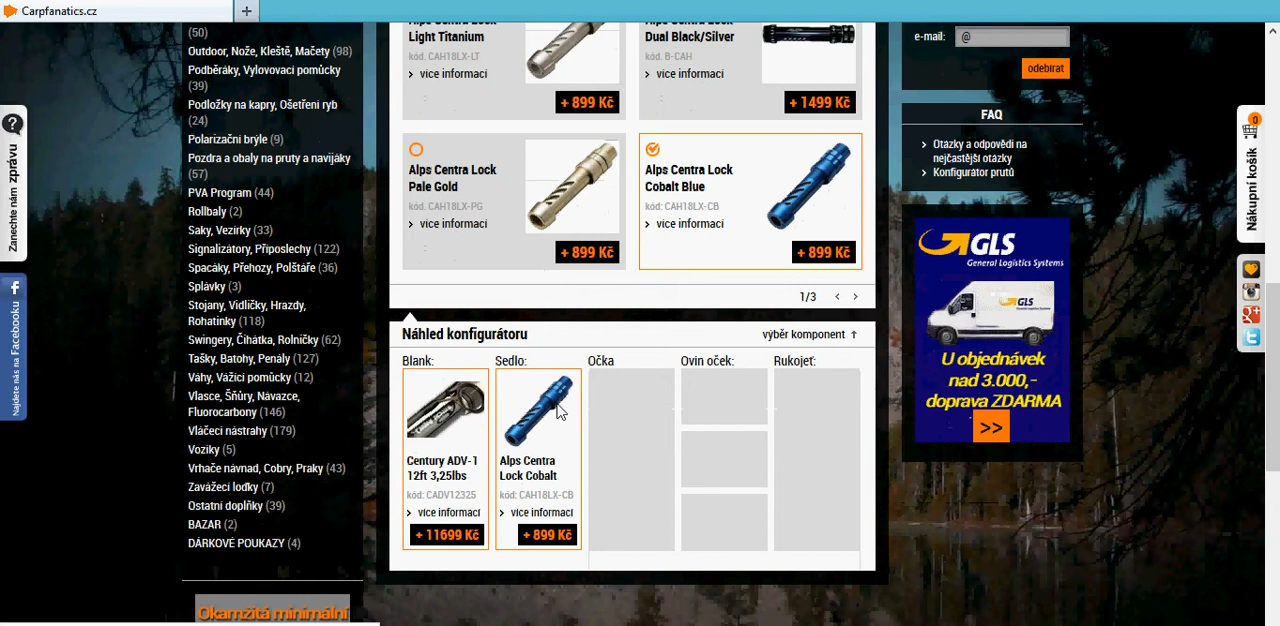 Carpfanatics.cz
+
(50)
Outdoor, Nože, Kleště, Mačety (98)
Podběráky, Vylovovací pomůcky
(39)
Podložky na kapry, Ošetření ryb
(24)
Polarizační brýle (9)
Pouzdra a obaly na pruty a navijáky
(57)
PVA Program (44)
Rollbaly (2)
Saky, Vezírky (33)
Signalizátory, Příposlechy (122)
Spacáky, Přehozy, Polštáře (36)
Splávky (3)
Stojany, Vidličky, Hrazdy,
Rohatinky (118)
Swingery, Čihátka, Rolničky (62)
Tašky, Batohy, Penály (127)
Váhy, Vážící pomůcky (12)
Vlasce, Šňůry, Návazce,
Fluorocarbony (146)
Vláčecí nástrahy (179)
Vozíky (5)
Vrhače návnad, Cobry, Praky (43)
Zavážecí loďky (7)
Ostatní doplňky (39)
BAZAR (2)
DÁRKOVÉ POUKAZY (4)
Okamžitá minimální
?
Zanechte nám zprávu
f
Najdete nás na Facebooku
Alps Centra Lock
Light Titanium
kód. CAH18LX-LT
více informací
+ 899 Kč
Alps Centra Lock
Dual Black/Silver
kód. B-CAH
více informací
+ 1499 Kč
Alps Centra Lock
Pale Gold
kód: CAH18LX-PG
více informací
+ 899 Kč
Alps Centra Lock
Cobalt Blue
kód: CAH18LX-CB
více informací
+ 899 Kč
1/3
Náhled konfigurátoru
výběr komponent ↑
Blank:
Sedlo:
Očka
Ovin oček:
Rukojeť:
Century ADV-1
12ft 3,25lbs
kód: CADV12325
více informací
+ 11699 Kč
Alps Centra
Lock Cobalt
kód: CAH18LX-CB
více informací
+ 899 Kč
e-mail:
@
odebírat
FAQ
Otázky a odpovědi na
nejčastější otázky
Konfigurátor prutů
GLS
General Logistics Systems
GLS
U objednávek
nad 3.000,-
doprava ZDARMA
>>
0
Nákupní košík
g+